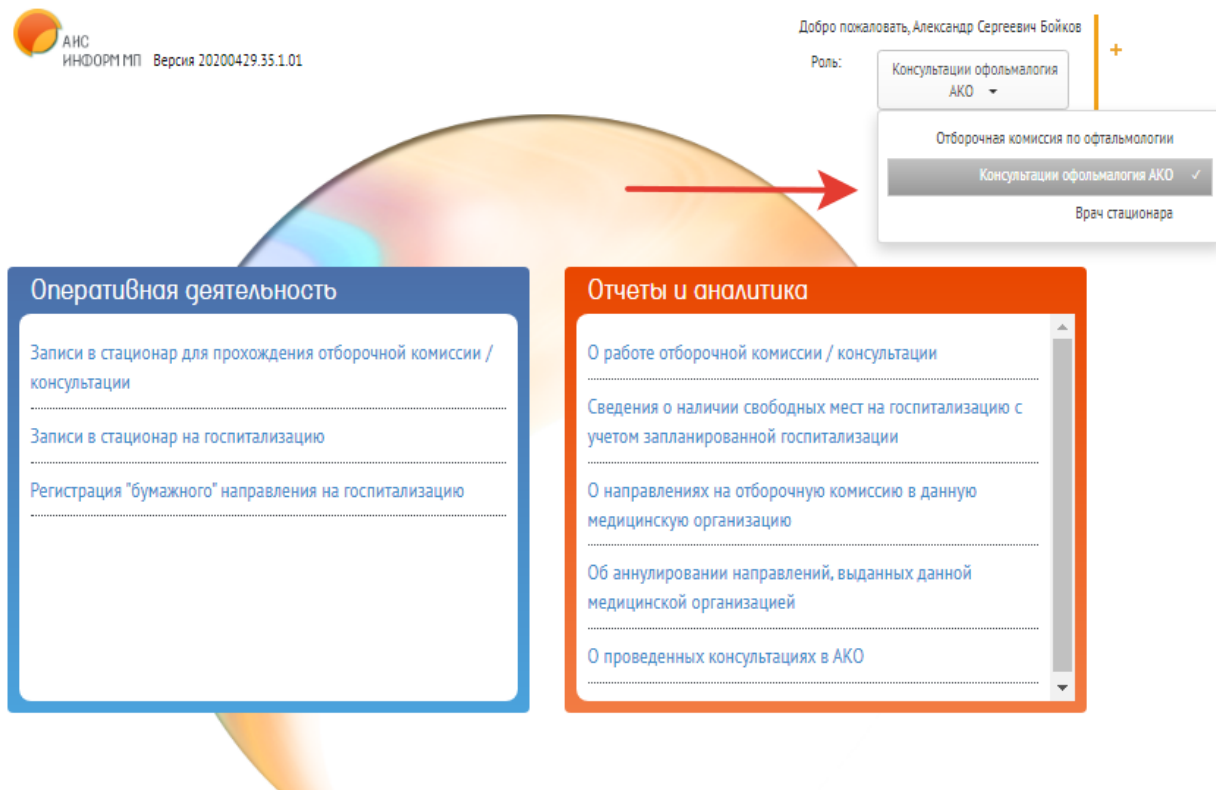 АИС
ИНФОРМ МП Версия 20200429.35.1.01
Добро пожаловать, Александр Сергеевич Бойков
Роль:
Консультации офольмалогия
АКО
+
Отборочная комиссия по офтальмологии
Консультации офольмалогия АКО ✓
Врач стационара
Оперативная деятельность
Записи в стационар для прохождения отборочной комиссии /
консультации
Записи в стационар на госпитализацию
Регистрация "бумажного" направления на госпитализацию
Отчеты и аналитика
О работе отборочной комиссии / консультации
Сведения о наличии свободных мест на госпитализацию с
учетом запланированной госпитализации
О направлениях на отборочную комиссию в данную
медицинскую организацию
Об аннулировании направлений, выданных данной
медицинской организацией
О проведенных консультациях в АКО